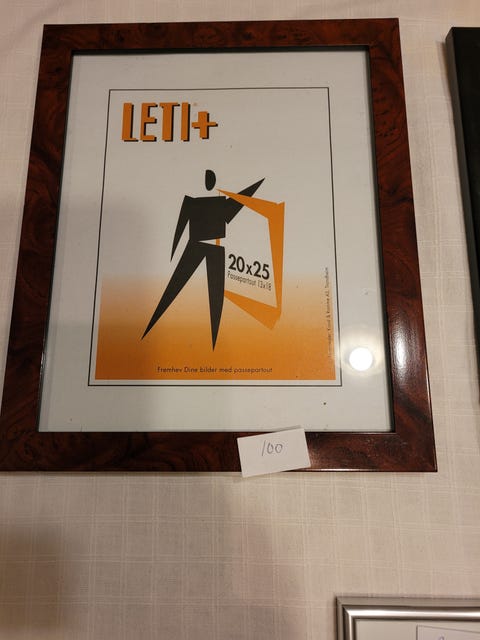 LETI+
20x25
Passepartout 13x18
Fremhev Dine bilder med passepartout
100